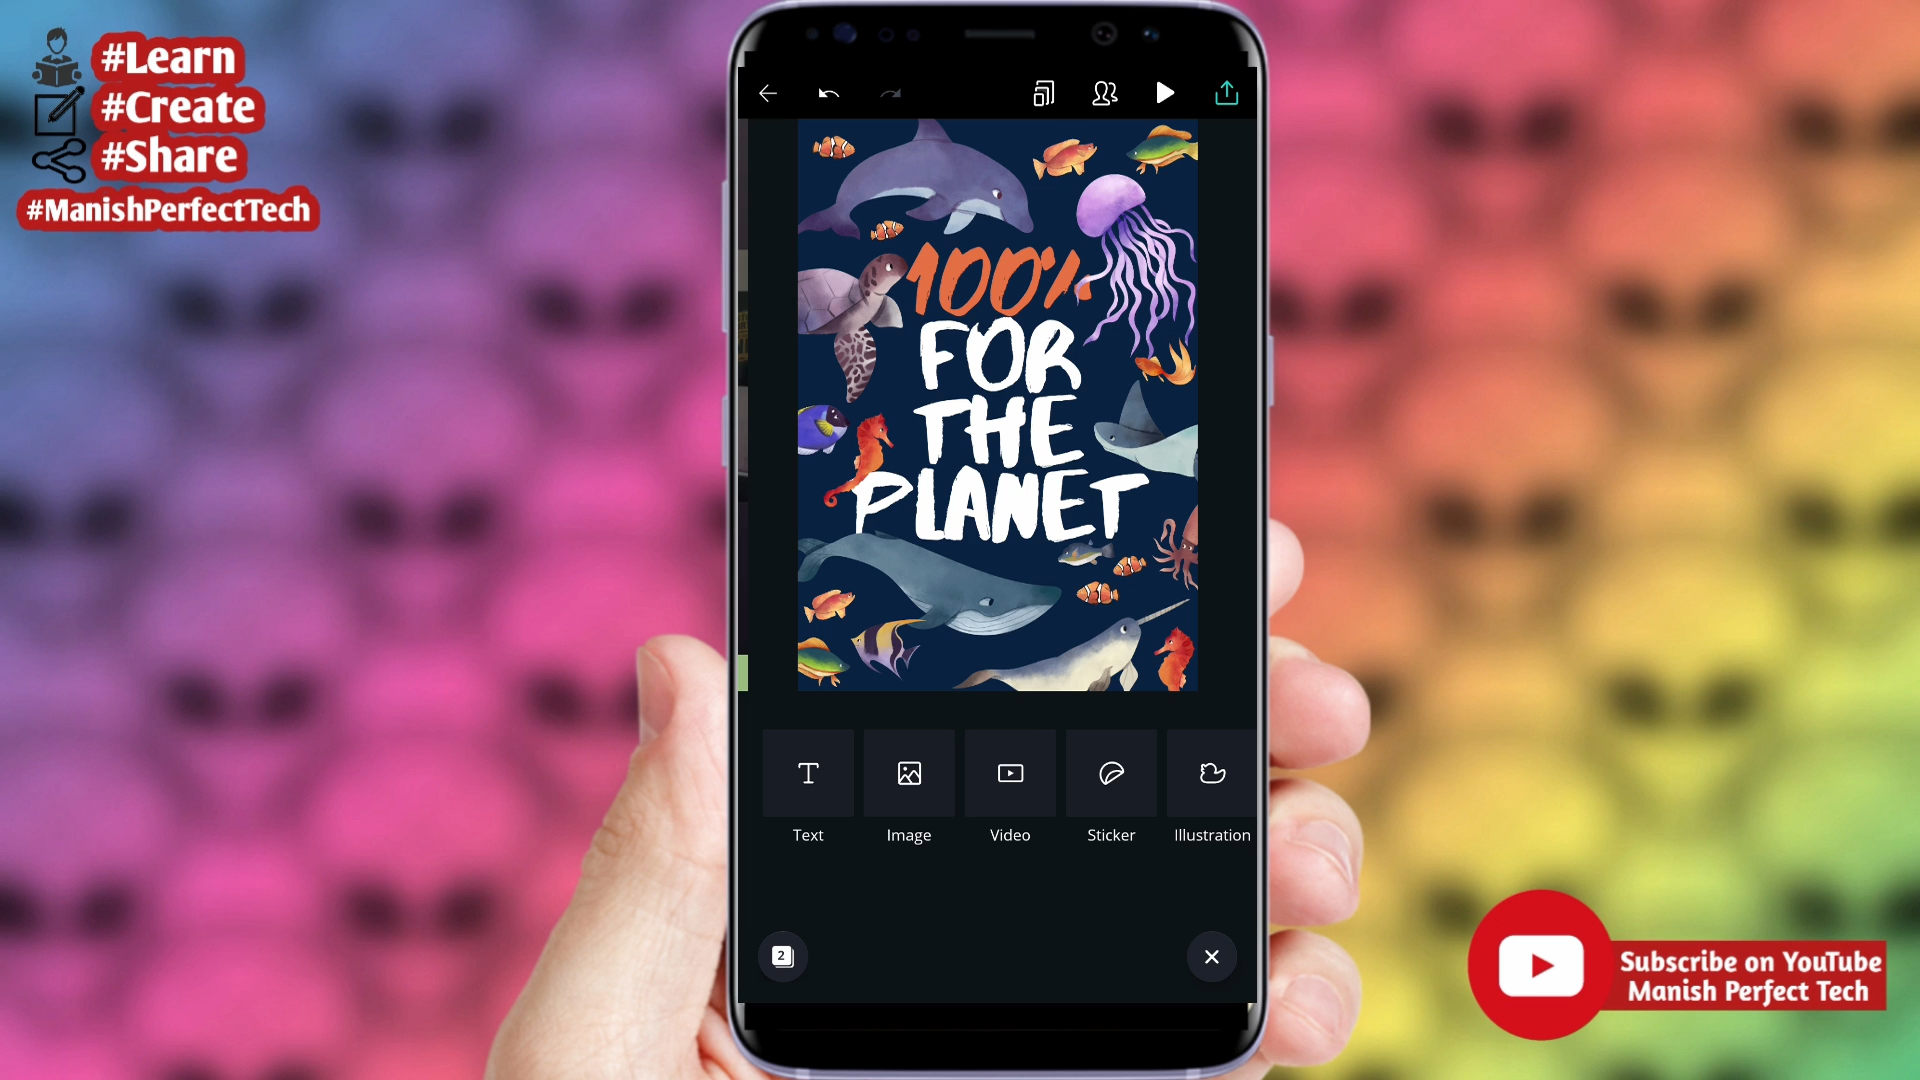 #Learn
#Create
#Share
#ManishPerfectTech
100%
FOR
THE
PLANET
Text
Image
Video
Sticker
Illustration
2
Subscribe on YouTube
Manish Perfect Tech